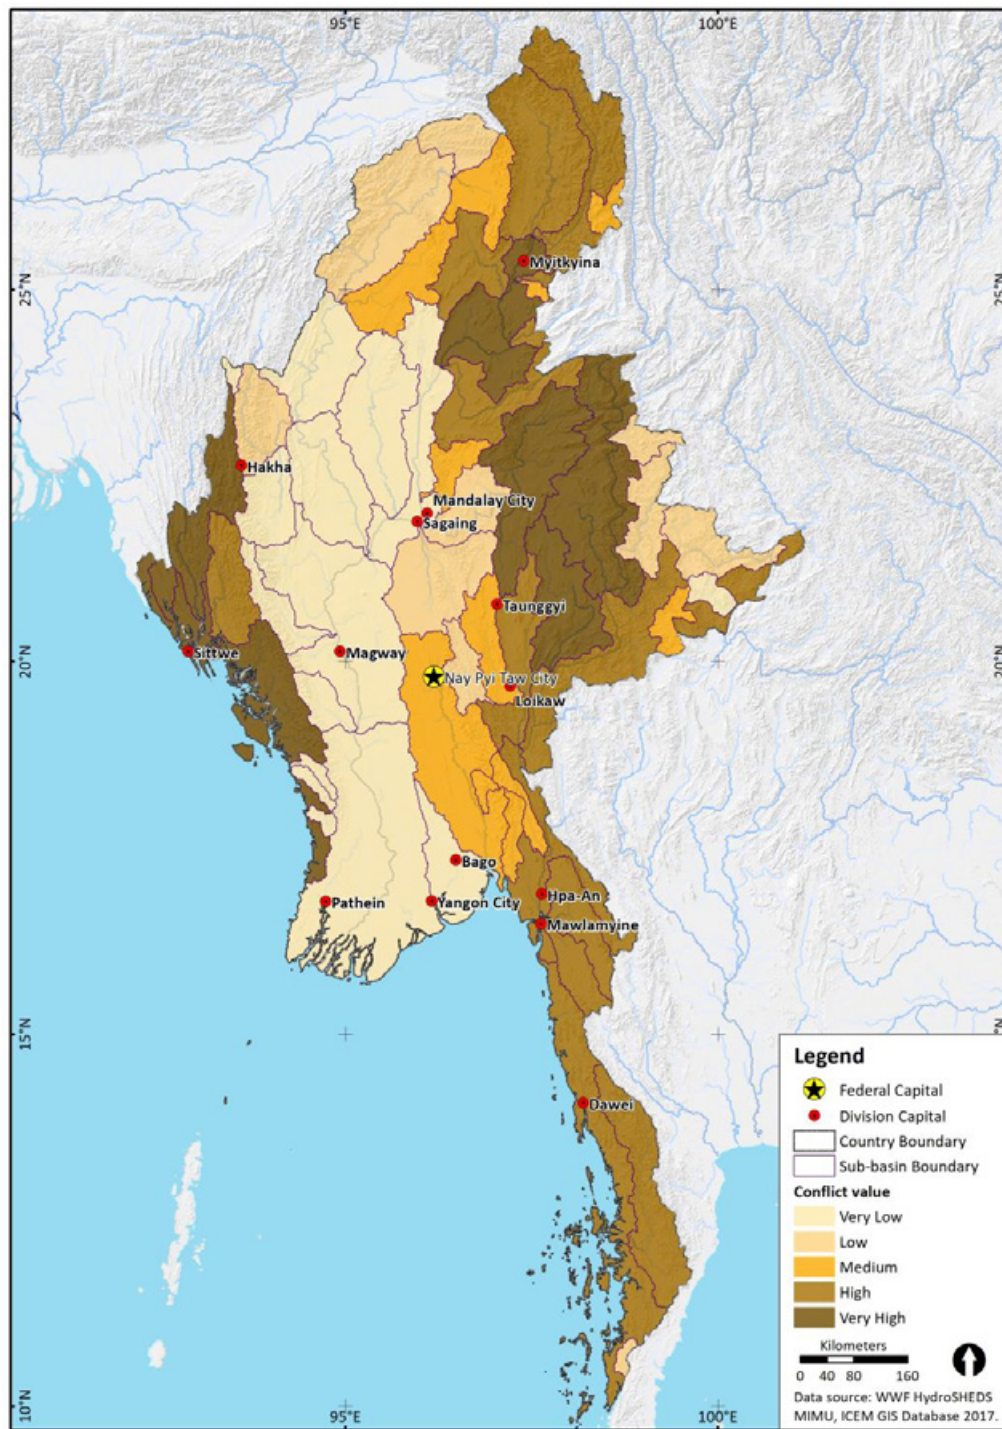 95°E
100°E
25°N
25°N
Myitkyina
Hakha
Mandalay City
Sagaing
Taunggyi
20°N
Sittwe
Magway
20°N
Nay Pyi Taw City
Loikaw
Bago
Pathein
Yangon City
Hpa-An
Mawlamyine
15°N
15°N
Dawei
Legend
Federal Capital
Division Capital
Country Boundary
Sub-basin Boundary
Conflict value
Very Low
Low
Medium
High
Very High
Kilometers
0 40 80 160
Data source: WWF HydroSHEDS
MIMU, ICEM GIS Database 2017.
10°N
95°E
100°E